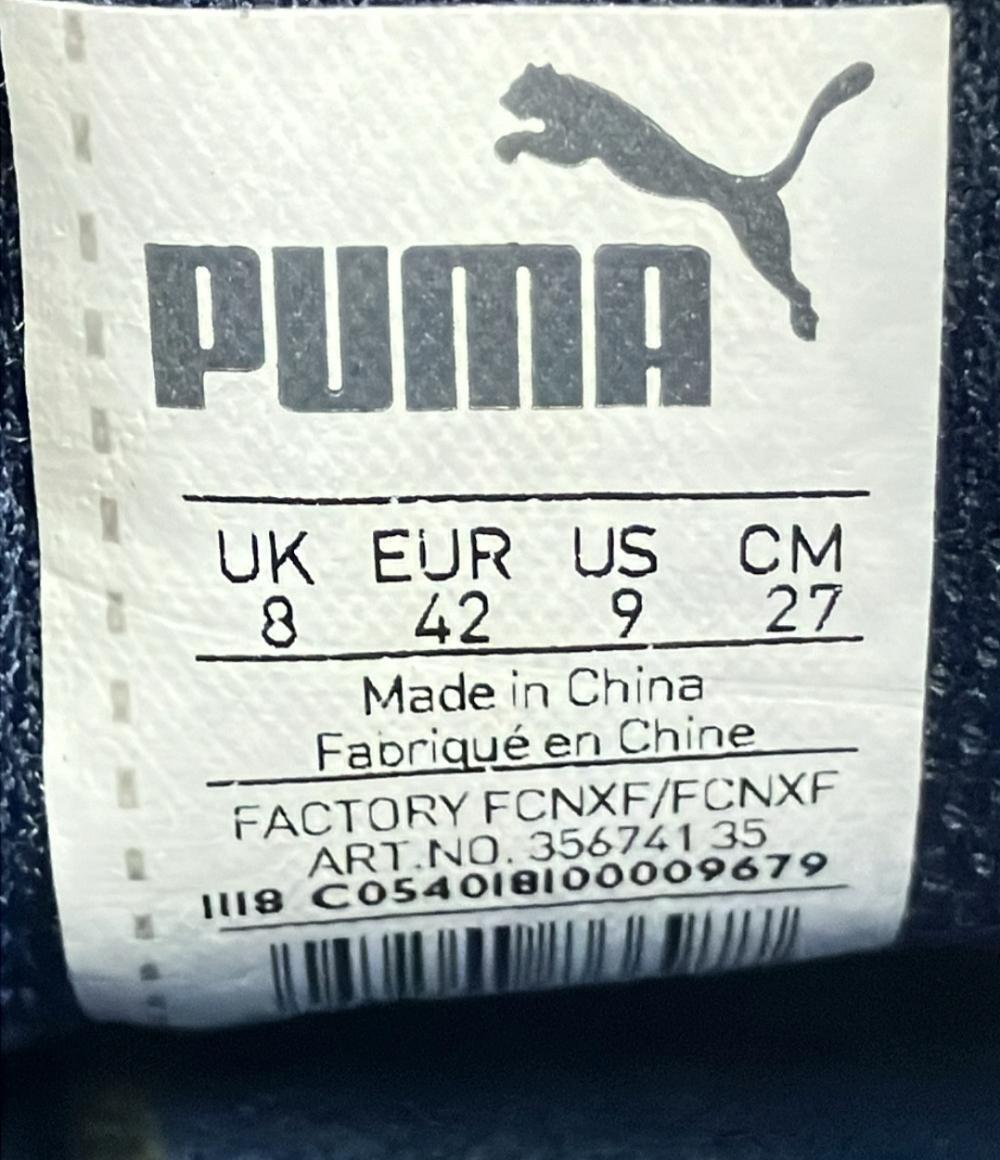 PUMA
UK EUR US CM
8 42 9 27
Made in China
Fabriqué en Chine
FACTORY FCNXF/FCNXF
ART.NO. 356741 35
1118 C054018100009679